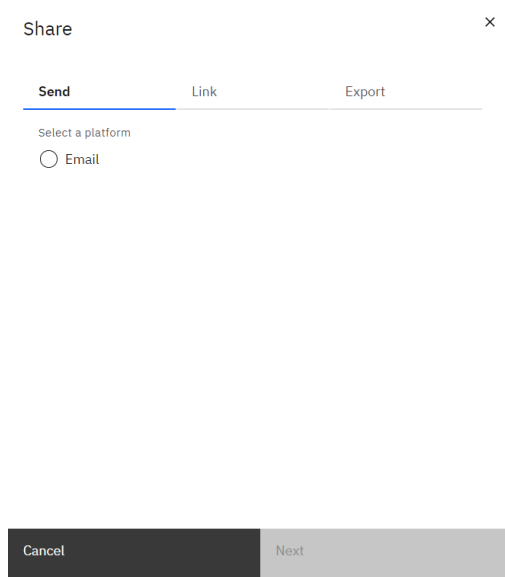 Share
Send Link Export
Select a platform
Email
Cancel Next